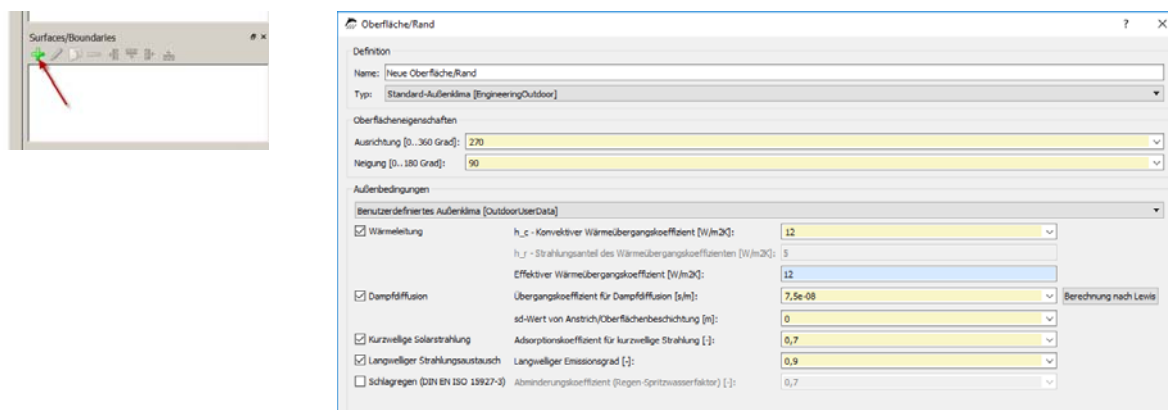 Surfaces/Boundaries
Oberfläche/Rand
Definition
Name: Neue Oberfläche/Rand
Typ: Standard-Außenklima [EngineeringOutdoor]
Oberflächeneigenschaften
Ausrichtung [0...360 Grad]: 270
Neigung [0..180 Grad]: 90
Außenbedingungen
Benutzerdefiniertes Außenklima [OutdoorUserData]
Wärmeleitung h_c - Konvektiver Wärmeübergangskoeffizient [W/m2K]: 12
h_r - Strahlungsanteil des Wärmeübergangskoeffizienten [W/m2K]: 5
Effektiver Wärmeübergangskoeffizient [W/m2K]: 12
Dampfdiffusion Übergangskoeffizient für Dampfdiffusion [s/m]: 7,5e-08 Berechnung nach Lewis
sd-Wert von Anstrich/Oberflächenbeschichtung [m]: 0
Kurzwellige Solarstrahlung Adsorptionskoeffizient für kurzwellige Strahlung [-]: 0,7
Langwelliger Strahlungsaustausch Langwelliger Emissionsgrad [-]: 0,9
Schlagregen (DIN EN ISO 15927-3) Abminderungskoeffizient (Regen-Spritzwasserfaktor) [-]: 0,7